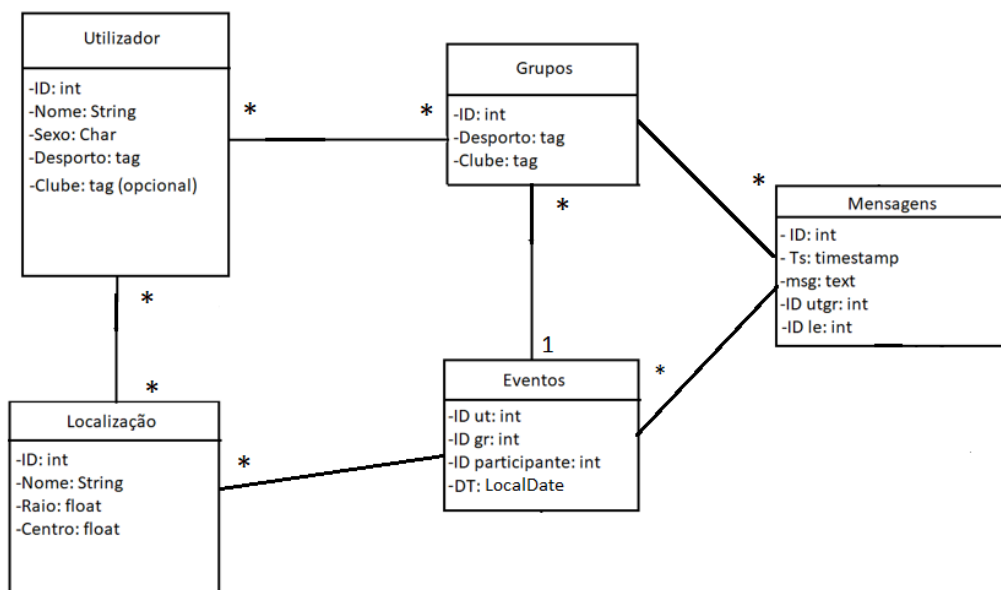 Utilizador
-ID: int
-Nome: String
-Sexo: Char
-Desporto: tag
-Clube: tag (opcional)
*
*
Grupos
-ID: int
-Desporto: tag
-Clube: tag
*
*
Mensagens
- ID: int
- Ts: timestamp
-msg: text
-ID utgr: int
-ID le: int
*
*
Localização
-ID: int
-Nome: String
-Raio: float
-Centro: float
*
1
Eventos
-ID ut: int
-ID gr: int
-ID participante: int
-DT: LocalDate
*